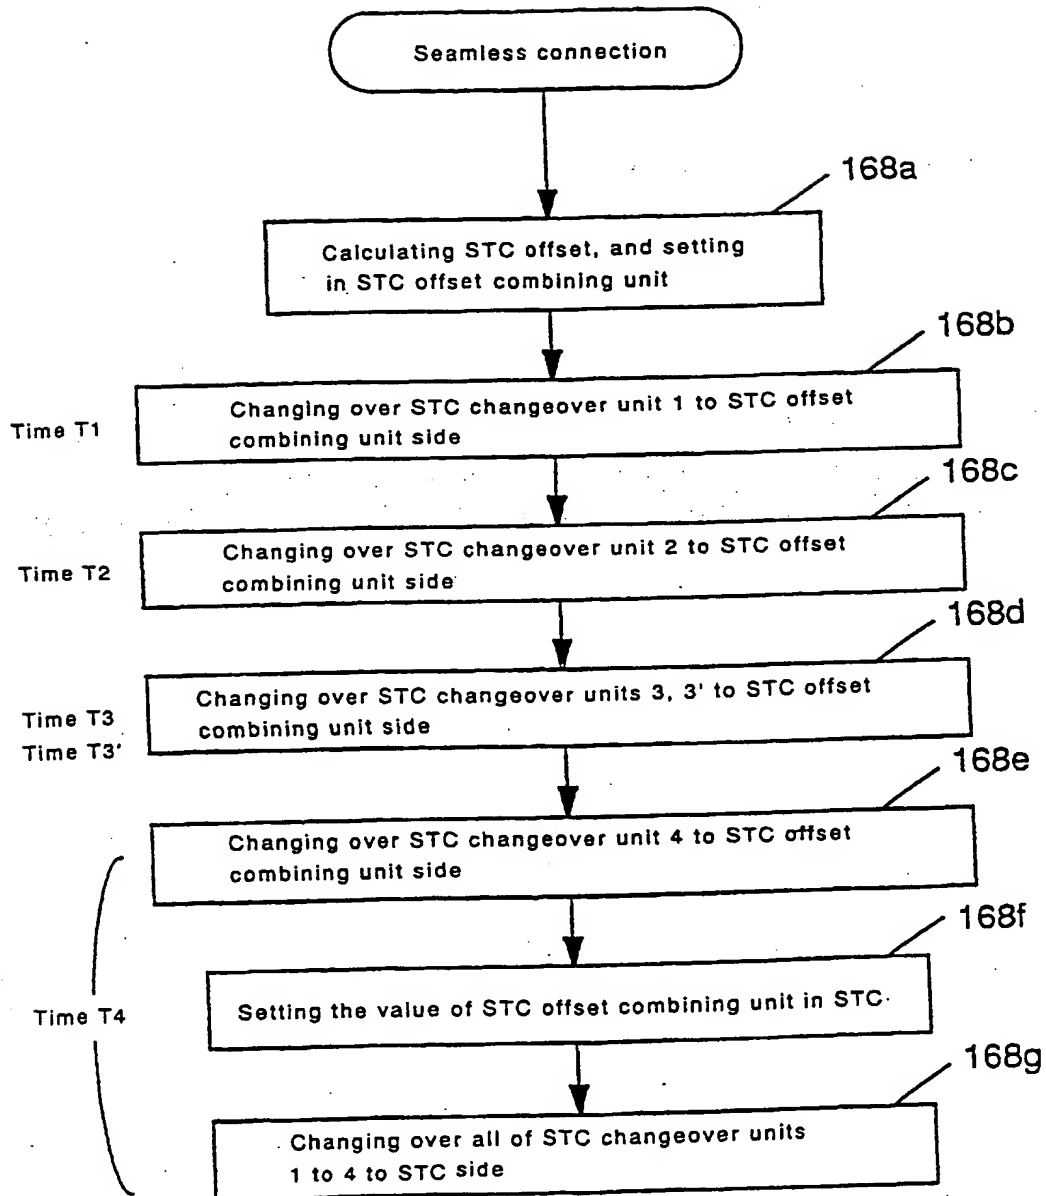 Seamless connection
168a
Calculating STC offset, and setting
in STC offset combining unit
168b
Time T1
Changing over STC changeover unit 1 to STC offset
combining unit side
168c
Time T2
Changing over STC changeover unit 2 to STC offset
combining unit side
168d
Time T3
Time T3'
Changing over STC changeover units 3, 3' to STC offset
combining unit side
168e
Changing over STC changeover unit 4 to STC offset
combining unit side
168f
Time T4
Setting the value of STC offset combining unit in STC
168g
Changing over all of STC changeover units
1 to 4 to STC side